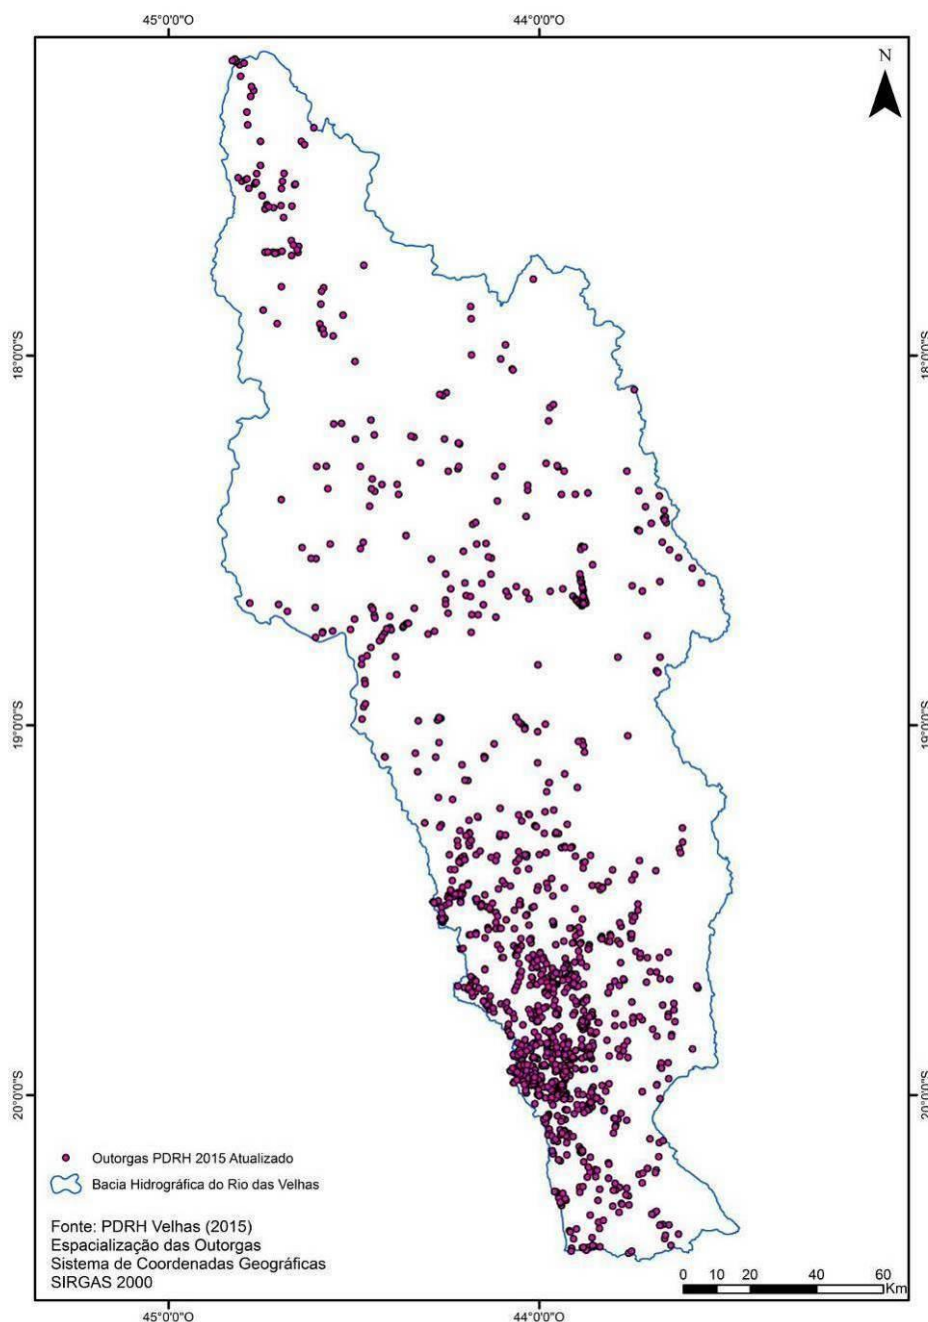 45°0'0"O 44°0'0"O
N
18°0'0"S 18°0'0"S
19°0'0"S 19°0'0"S
20°0'0"S 20°0'0"S
Outorgas PDRH 2015 Atualizado
Bacia Hidrográfica do Rio das Velhas
Fonte: PDRH Velhas (2015)
Espacialização das Outorgas
Sistema de Coordenadas Geográficas
SIRGAS 2000
0 10 20 40 60
Km
45°0'0"O 44°0'0"O